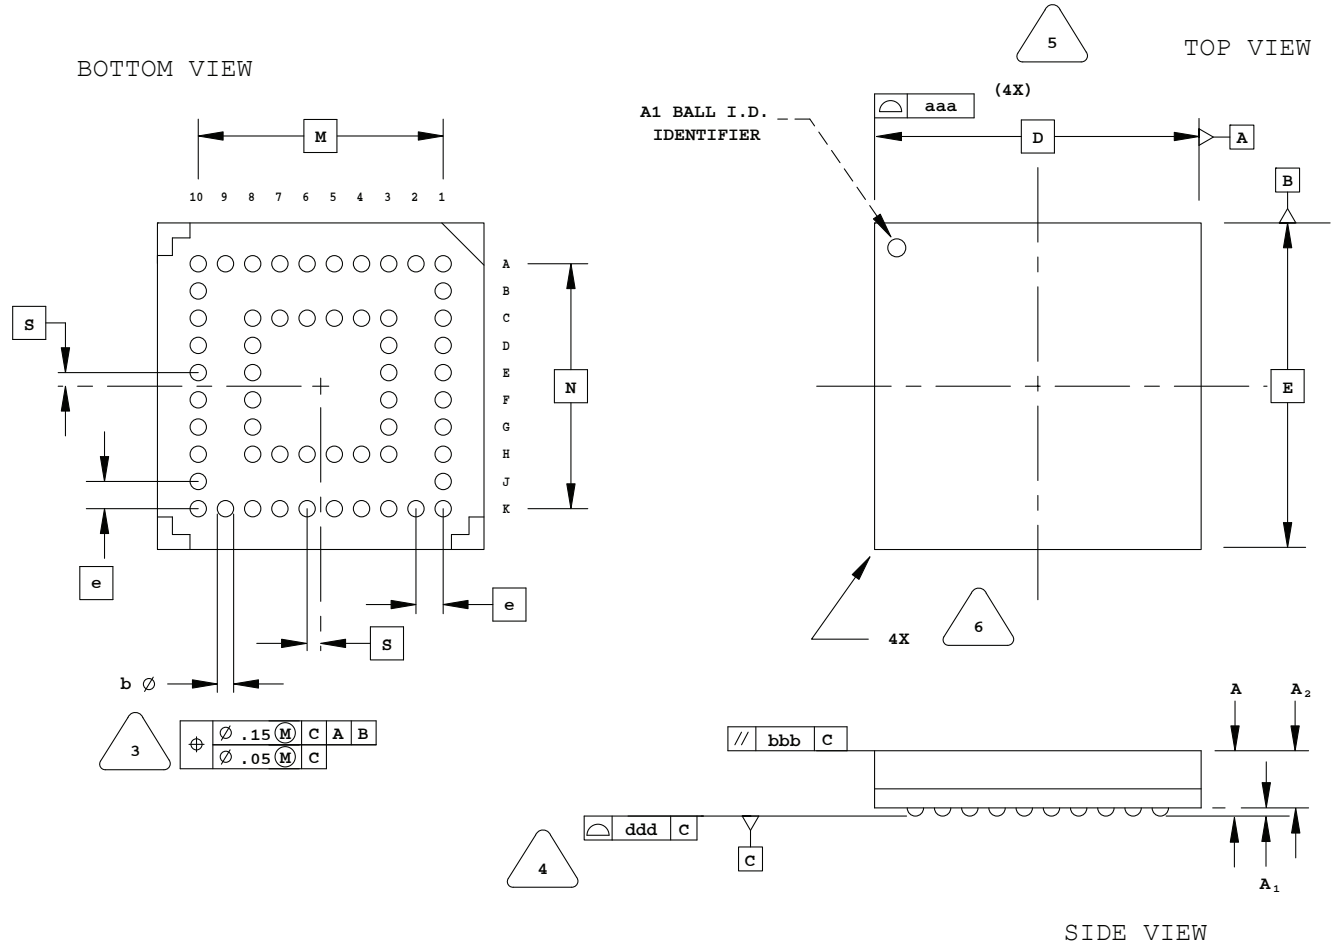 BOTTOM VIEW
TOP VIEW
5
(4X)
aaa
A1 BALL I.D.
IDENTIFIER
M
D
A
B
10 9 8 7 6 5 4 3 2 1
A
B
C
D
E
F
G
H
J
K
S
N
E
e
e
S
b Ø
4X
6
3
⌖ Ø .15 Ⓜ C A B
Ø .05 Ⓜ C
A
A₂
// bbb C
ddd C
C
4
A₁
SIDE VIEW